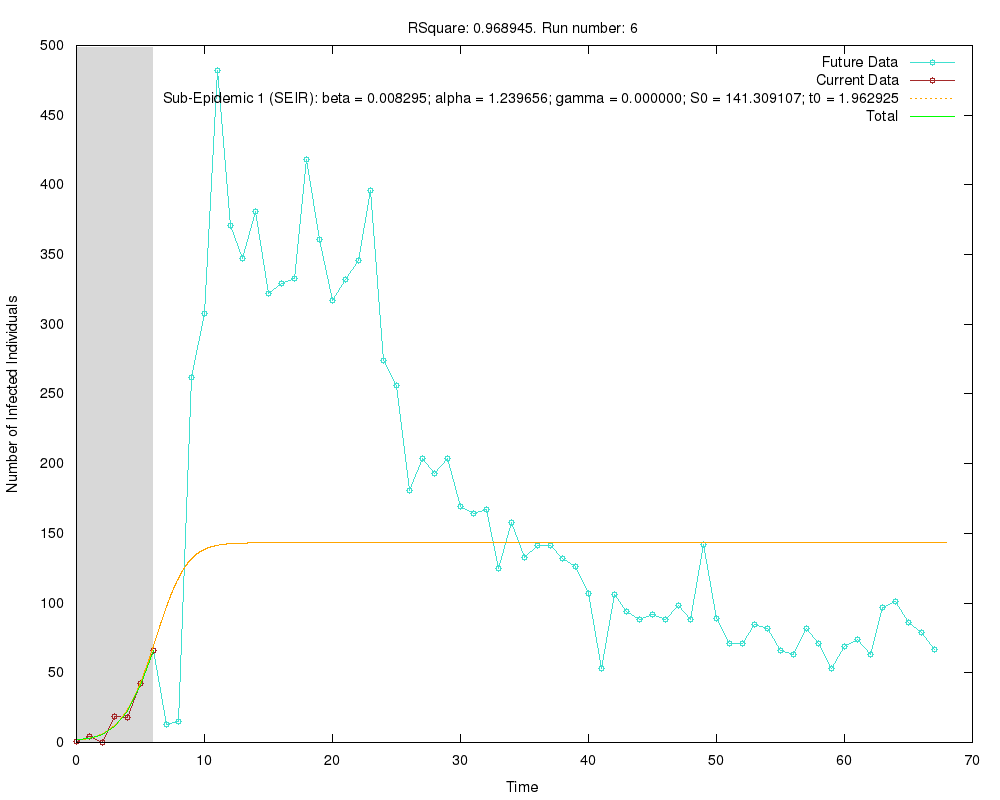 RSquare: 0.968945. Run number: 6
Future Data
Current Data
Sub-Epidemic 1 (SEIR): beta = 0.008295; alpha = 1.239656; gamma = 0.000000; S0 = 141.309107; t0 = 1.962925
Total
500
450
400
350
300
250
200
150
100
50
0
Number of Infected Individuals
0 10 20 30 40 50 60 70
Time